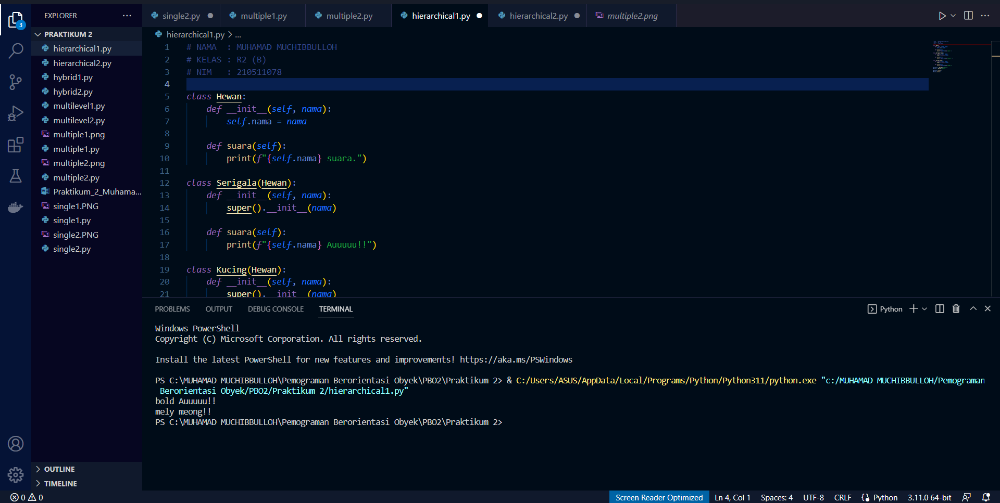 EXPLORER
single2.py
multiple1.py
multiple2.py
hierarchical1.py
hierarchical2.py
multiple2.png
3
PRAKTIKUM 2
hierarchical1.py
hierarchical2.py
hybrid1.py
hybrid2.py
multilevel1.py
multilevel2.py
multiple1.png
multiple1.py
multiple2.png
multiple2.py
Praktikum_2_Muhama...
single1.PNG
single1.py
single2.PNG
single2.py
OUTLINE
TIMELINE
hierarchical1.py > ...
1 # NAMA  : MUHAMAD MUCHIBBULLOH
2 # KELAS : R2 (B)
3 # NIM   : 210511078
4
5 class Hewan:
6     def __init__(self, nama):
7         self.nama = nama
8
9     def suara(self):
10         print(f"{self.nama} suara.")
11
12 class Serigala(Hewan):
13     def __init__(self, nama):
14         super().__init__(nama)
15
16     def suara(self):
17         print(f"{self.nama} Auuuuu!!")
18
19 class Kucing(Hewan):
20     def __init__(self, nama):
21         super().__init__(nama)
PROBLEMS OUTPUT DEBUG CONSOLE TERMINAL
Python
Windows PowerShell
Copyright (C) Microsoft Corporation. All rights reserved.
Install the latest PowerShell for new features and improvements! https://aka.ms/PSWindows
PS C:\MUHAMAD MUCHIBBULLOH\Pemograman Berorientasi Obyek\PBO2\Praktikum 2> & C:/Users/ASUS/AppData/Local/Programs/Python/Python311/python.exe "c:/MUHAMAD MUCHIBBULLOH/Pemograman
Berorientasi Obyek/PBO2/Praktikum 2/hierarchical1.py"
bold Auuuuu!!
mely meong!!
PS C:\MUHAMAD MUCHIBBULLOH\Pemograman Berorientasi Obyek\PBO2\Praktikum 2>
0 0
Screen Reader Optimized
Ln 4, Col 1
Spaces: 4
UTF-8
CRLF
Python
3.11.0 64-bit